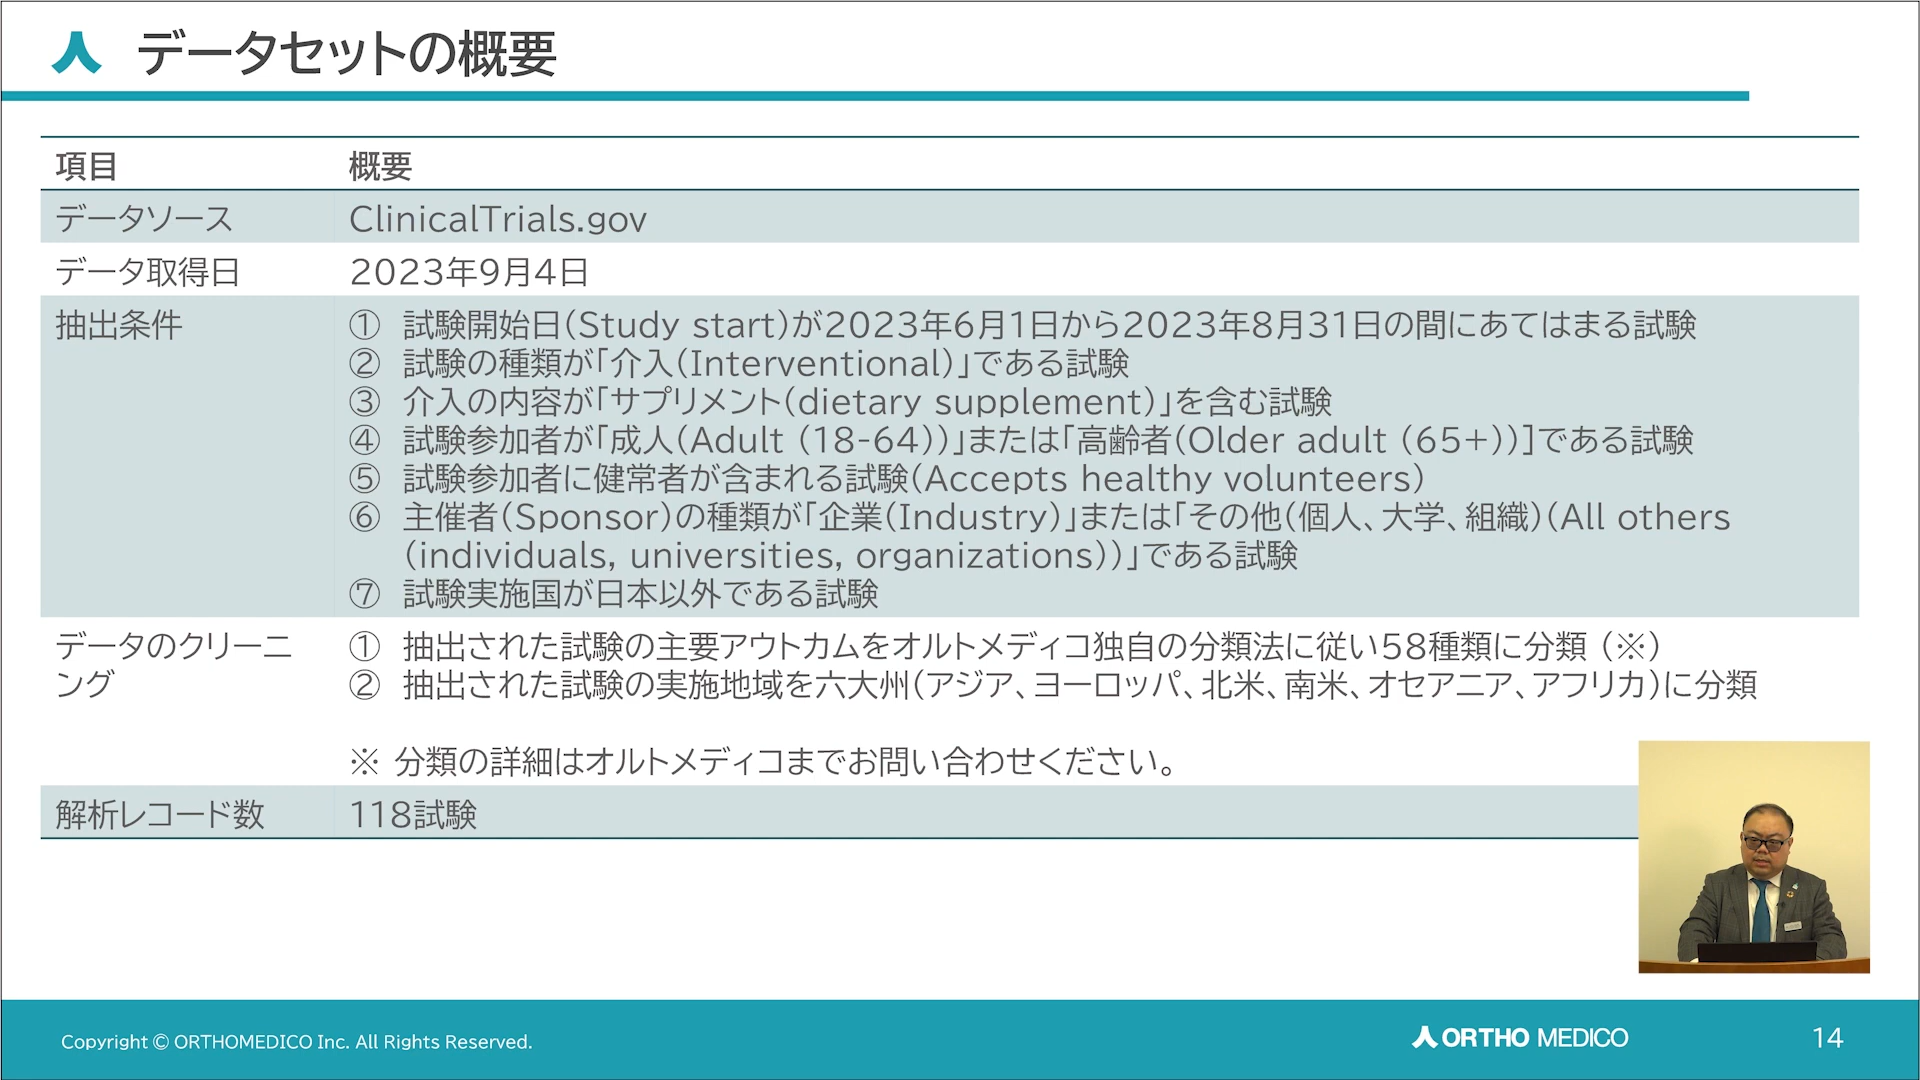 データセットの概要
項目 概要
データソース ClinicalTrials.gov
データ取得日 2023年9月4日
抽出条件 ① 試験開始日(Study start)が2023年6月1日から2023年8月31日の間にあてはまる試験
② 試験の種類が「介入(Interventional)」である試験
③ 介入の内容が「サプリメント(dietary supplement)」を含む試験
④ 試験参加者が「成人(Adult (18-64))」または「高齢者(Older adult (65+))]である試験
⑤ 試験参加者に健常者が含まれる試験(Accepts healthy volunteers)
⑥ 主催者(Sponsor)の種類が「企業(Industry)」または「その他(個人、大学、組織)(All others
(individuals, universities, organizations))」である試験
⑦ 試験実施国が日本以外である試験
データのクリーニ ① 抽出された試験の主要アウトカムをオルトメディコ独自の分類法に従い58種類に分類 (※)
ング ② 抽出された試験の実施地域を六大州(アジア、ヨーロッパ、北米、南米、オセアニア、アフリカ)に分類
※ 分類の詳細はオルトメディコまでお問い合わせください。
解析レコード数 118試験
Copyright © ORTHOMEDICO Inc. All Rights Reserved.
ORTHO MEDICO
14